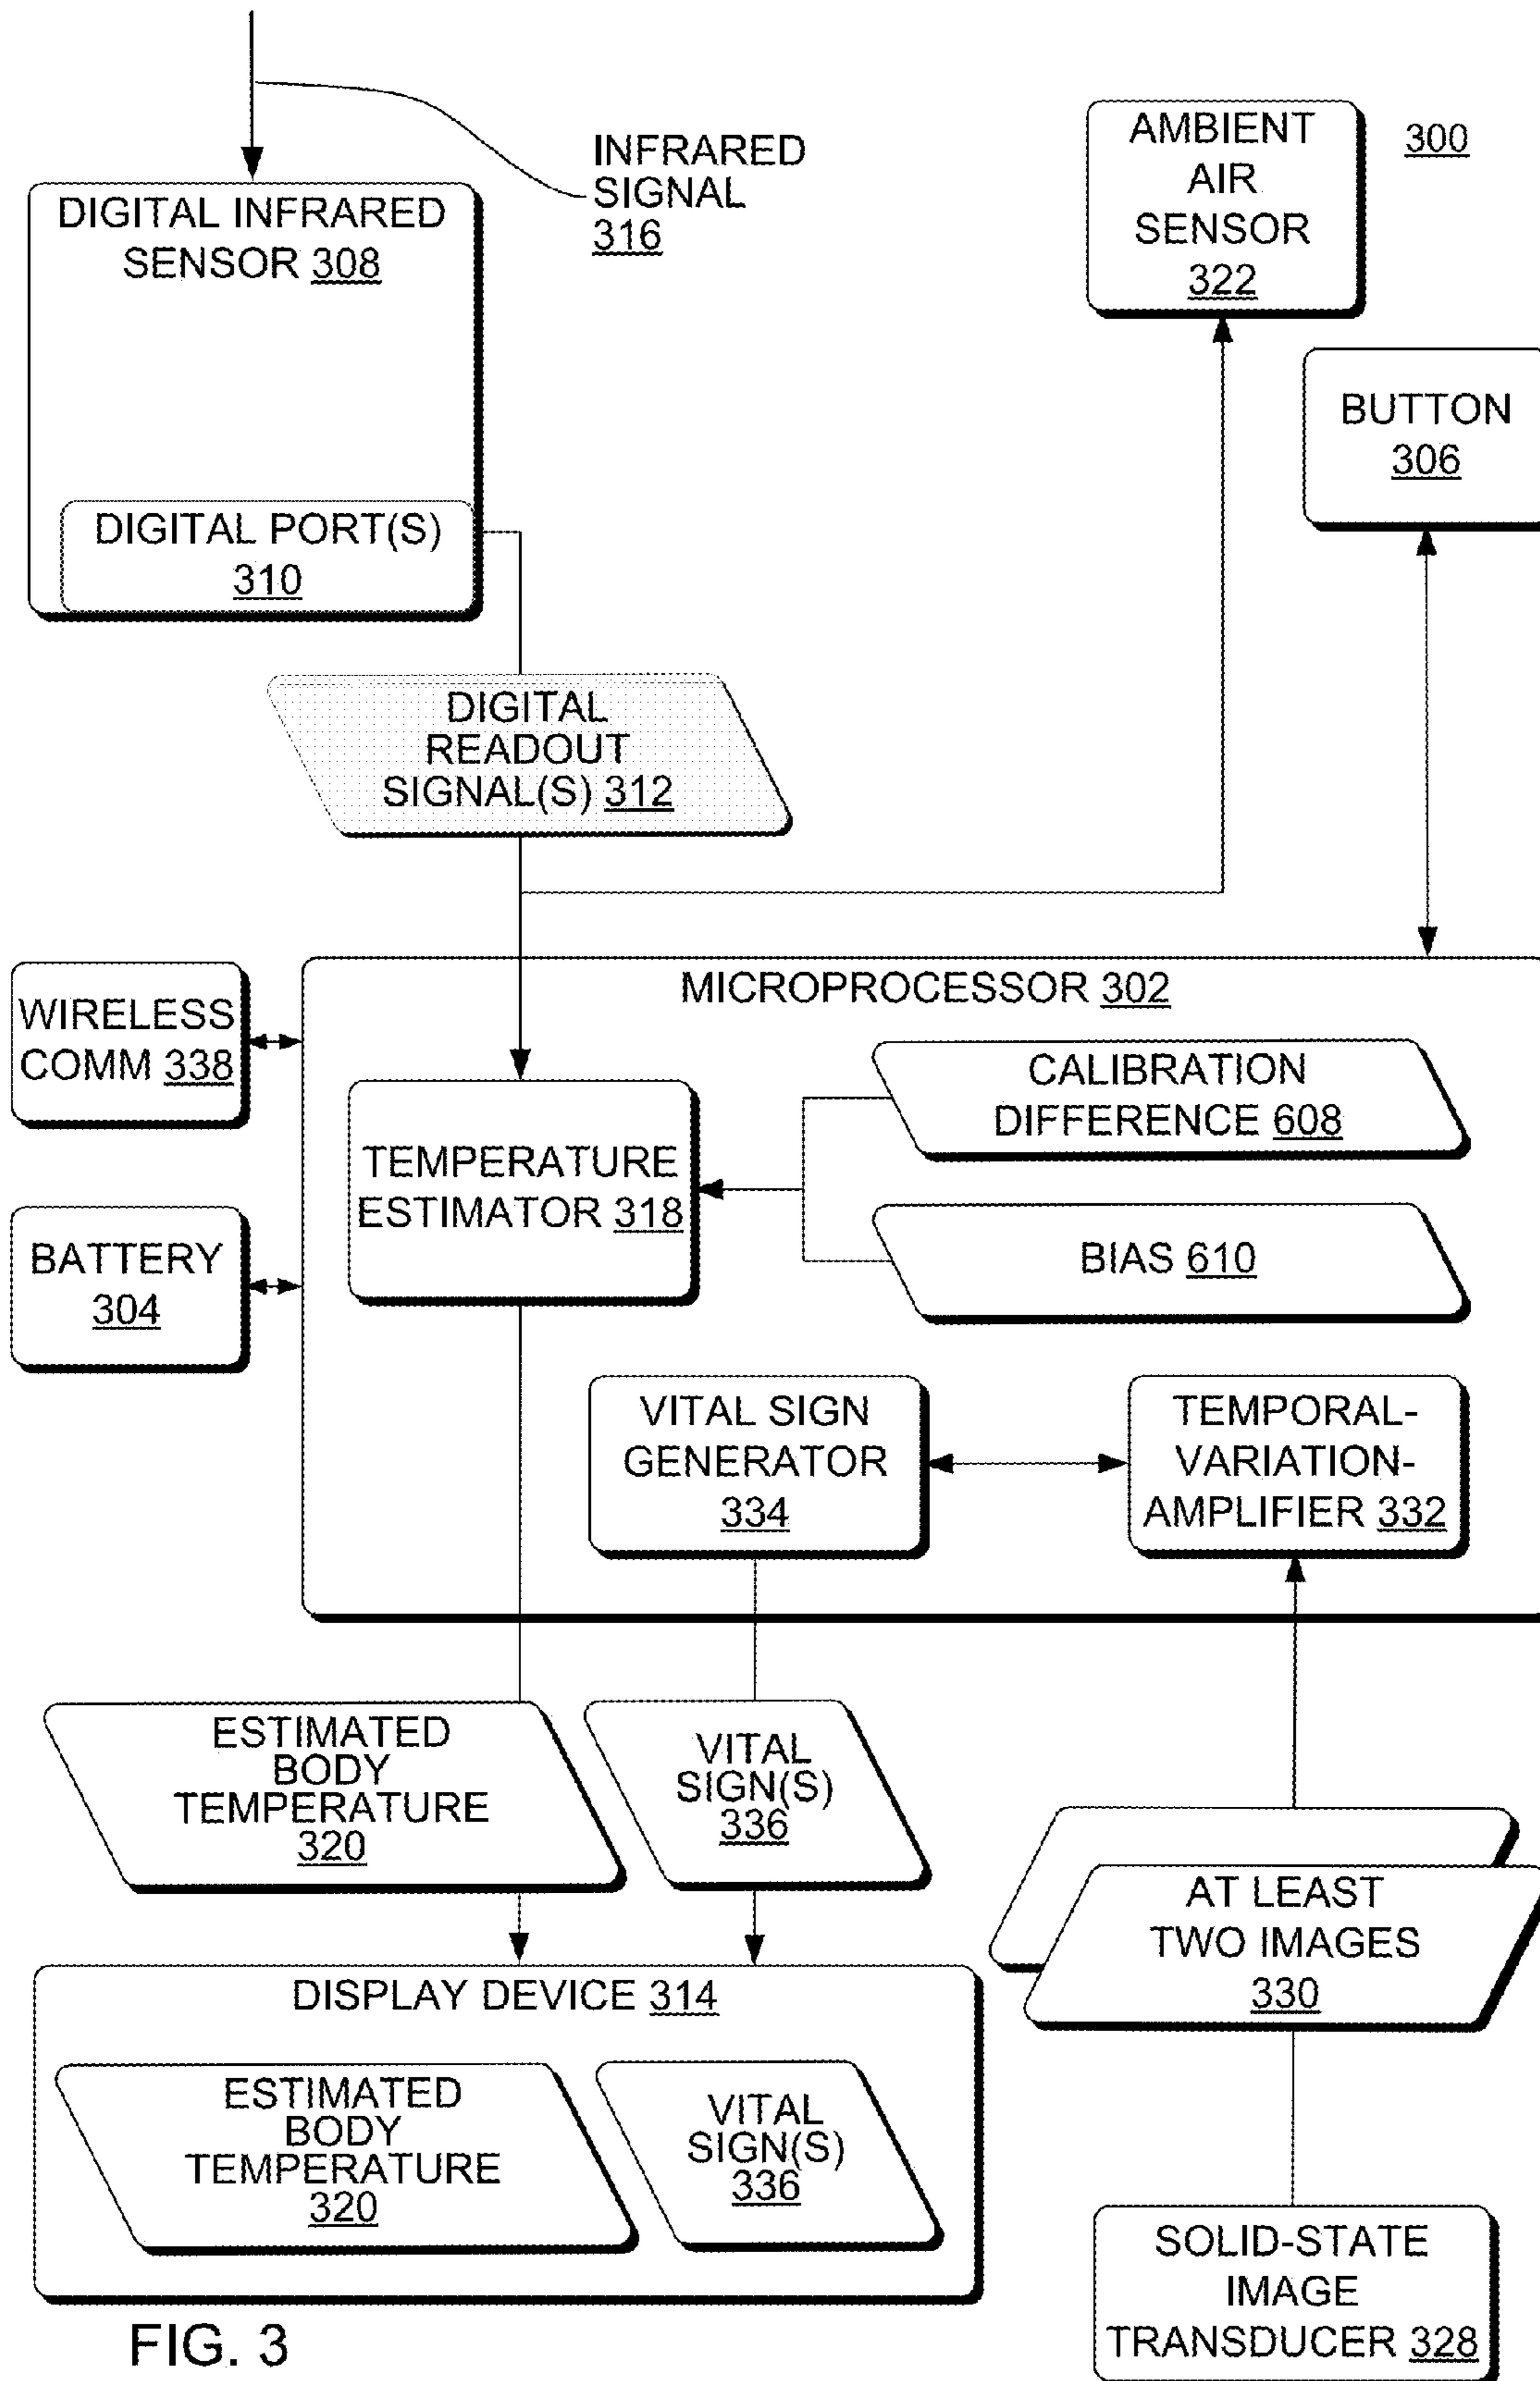 INFRARED
SIGNAL
316
AMBIENT
AIR
SENSOR
322
300
DIGITAL INFRARED
SENSOR 308
BUTTON
306
DIGITAL PORT(S)
310
DIGITAL
READOUT
SIGNAL(S) 312
MICROPROCESSOR 302
WIRELESS
COMM 338
CALIBRATION
DIFFERENCE 608
TEMPERATURE
ESTIMATOR 318
BATTERY
304
BIAS 610
VITAL SIGN
GENERATOR
334
TEMPORAL-
VARIATION-
AMPLIFIER 332
ESTIMATED
BODY
TEMPERATURE
320
VITAL
SIGN(S)
336
AT LEAST
TWO IMAGES
330
DISPLAY DEVICE 314
ESTIMATED
BODY
TEMPERATURE
320
VITAL
SIGN(S)
336
SOLID-STATE
IMAGE
TRANSDUCER 328
FIG. 3